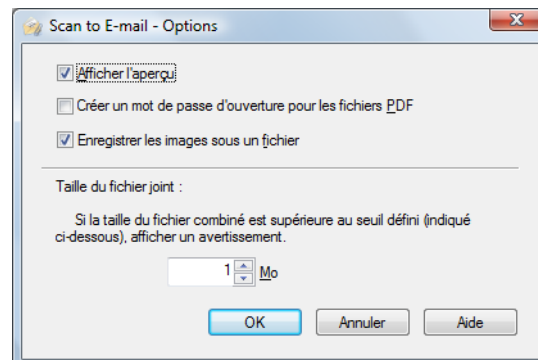 Scan to E-mail - Options
Afficher l'aperçu
Créer un mot de passe d'ouverture pour les fichiers PDF
Enregistrer les images sous un fichier
Taille du fichier joint :
Si la taille du fichier combiné est supérieure au seuil défini (indiqué
ci-dessous), afficher un avertissement.
1 Mo
OK Annuler Aide